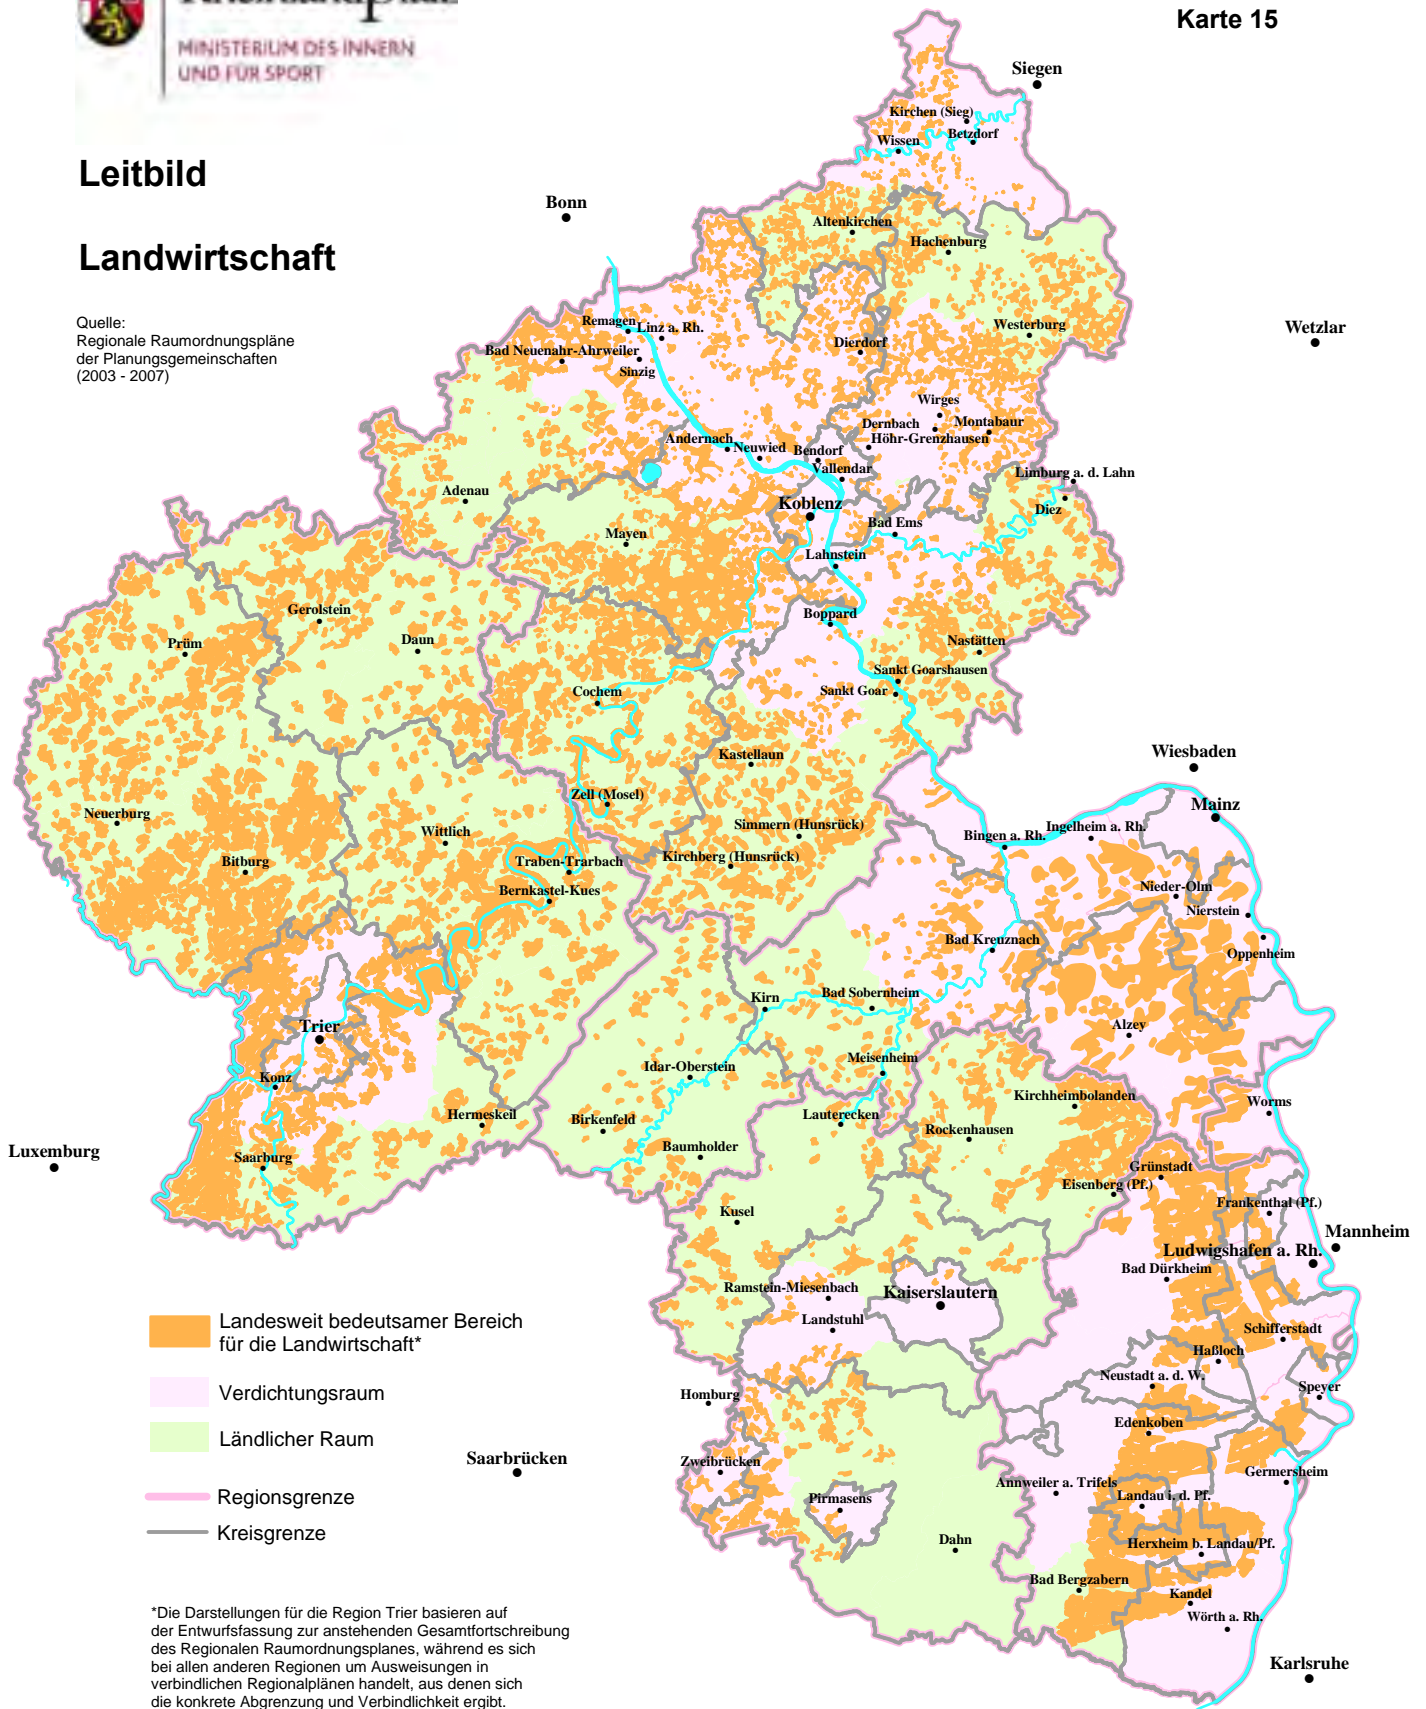 MINISTERIUM DES INNERN
UND FÜR SPORT
Karte 15
Leitbild
Landwirtschaft
Quelle:
Regionale Raumordnungspläne
der Planungsgemeinschaften
(2003 - 2007)
Siegen
Kirchen (Sieg)
Betzdorf
Wissen
Bonn
Altenkirchen
Hachenburg
Remagen
Linz a. Rh.
Westerburg
Wetzlar
Bad Neuenahr-Ahrweiler
Dierdorf
Sinzig
Wirges
Dernbach
Montabaur
Andernach
Höhr-Grenzhausen
Neuwied
Bendorf
Vallendar
Limburg a. d. Lahn
Adenau
Koblenz
Diez
Mayen
Bad Ems
Lahnstein
Gerolstein
Boppard
Prüm
Daun
Nastätten
Sankt Goarshausen
Cochem
Sankt Goar
Kastellaun
Wiesbaden
Zell (Mosel)
Mainz
Neuerburg
Wittlich
Simmern (Hunsrück)
Bingen a. Rh.
Ingelheim a. Rh.
Bitburg
Traben-Trarbach
Kirchberg (Hunsrück)
Bernkastel-Kues
Nieder-Olm
Nierstein
Bad Kreuznach
Oppenheim
Kirn
Bad Sobernheim
Trier
Alzey
Idar-Oberstein
Meisenheim
Konz
Kirchheimbolanden
Worms
Hermeskeil
Birkenfeld
Lauterecken
Rockenhausen
Luxemburg
Saarburg
Baumholder
Grünstadt
Eisenberg (Pf.)
Kusel
Frankenthal (Pf.)
Mannheim
Ludwigshafen a. Rh.
Bad Dürkheim
Ramstein-Miesenbach
Kaiserslautern
Landstuhl
Schifferstadt
Haßloch
Neustadt a. d. W.
Homburg
Speyer
Edenkoben
Saarbrücken
Zweibrücken
Germersheim
Annweiler a. Trifels
Pirmasens
Landau i. d. Pf.
Dahn
Herxheim b. Landau/Pf.
Bad Bergzabern
Kandel
Wörth a. Rh.
Karlsruhe
Landesweit bedeutsamer Bereich
für die Landwirtschaft*
Verdichtungsraum
Ländlicher Raum
Regionsgrenze
Kreisgrenze
*Die Darstellungen für die Region Trier basieren auf
der Entwurfsfassung zur anstehenden Gesamtfortschreibung
des Regionalen Raumordnungsplanes, während es sich
bei allen anderen Regionen um Ausweisungen in
verbindlichen Regionalplänen handelt, aus denen sich
die konkrete Abgrenzung und Verbindlichkeit ergibt.